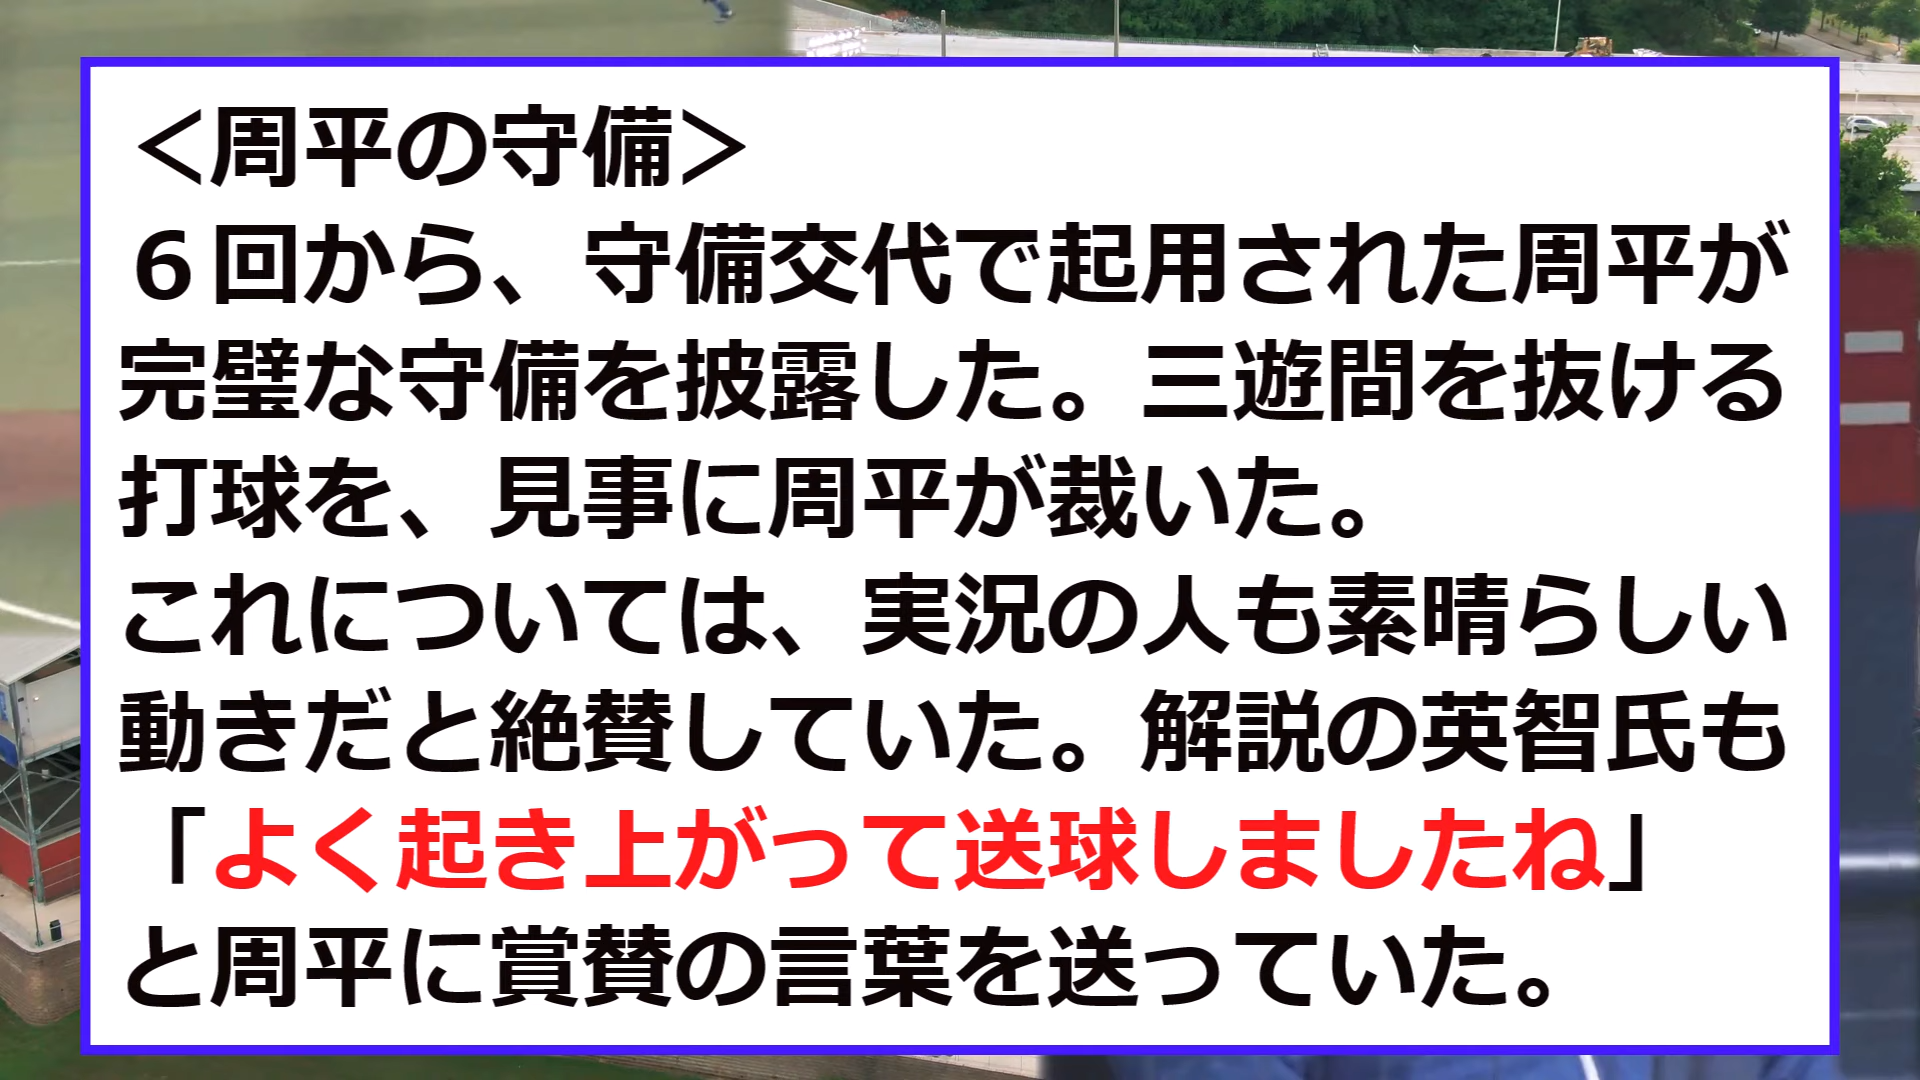 ＜周平の守備＞
６回から、守備交代で起用された周平が
完璧な守備を披露した。三遊間を抜ける
打球を、見事に周平が裁いた。
これについては、実況の人も素晴らしい
動きだと絶賛していた。解説の英智氏も
「よく起き上がって送球しましたね」
と周平に賞賛の言葉を送っていた。